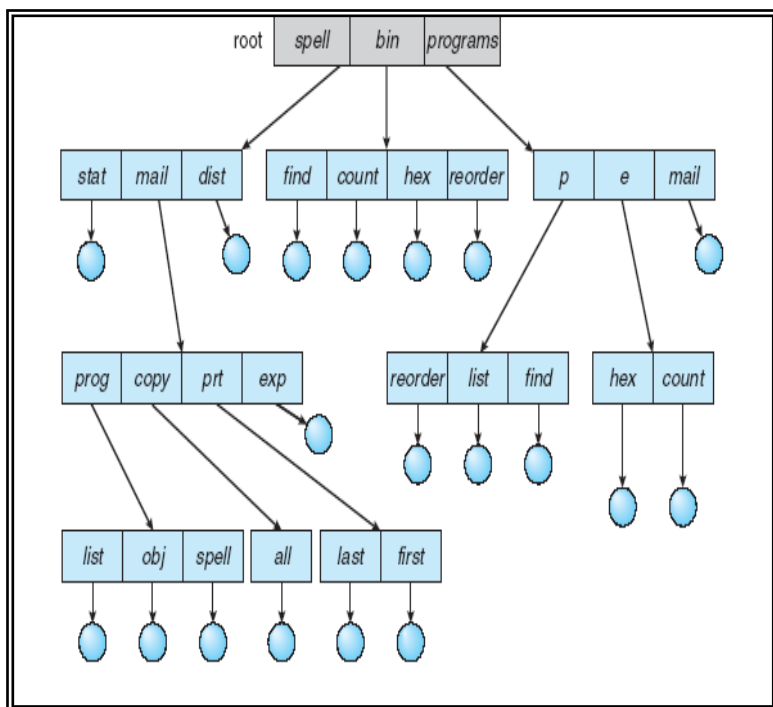 root spell bin programs
stat mail dist find count hex reorder p e mail
prog copy prt exp reorder list find hex count
list obj spell all last first